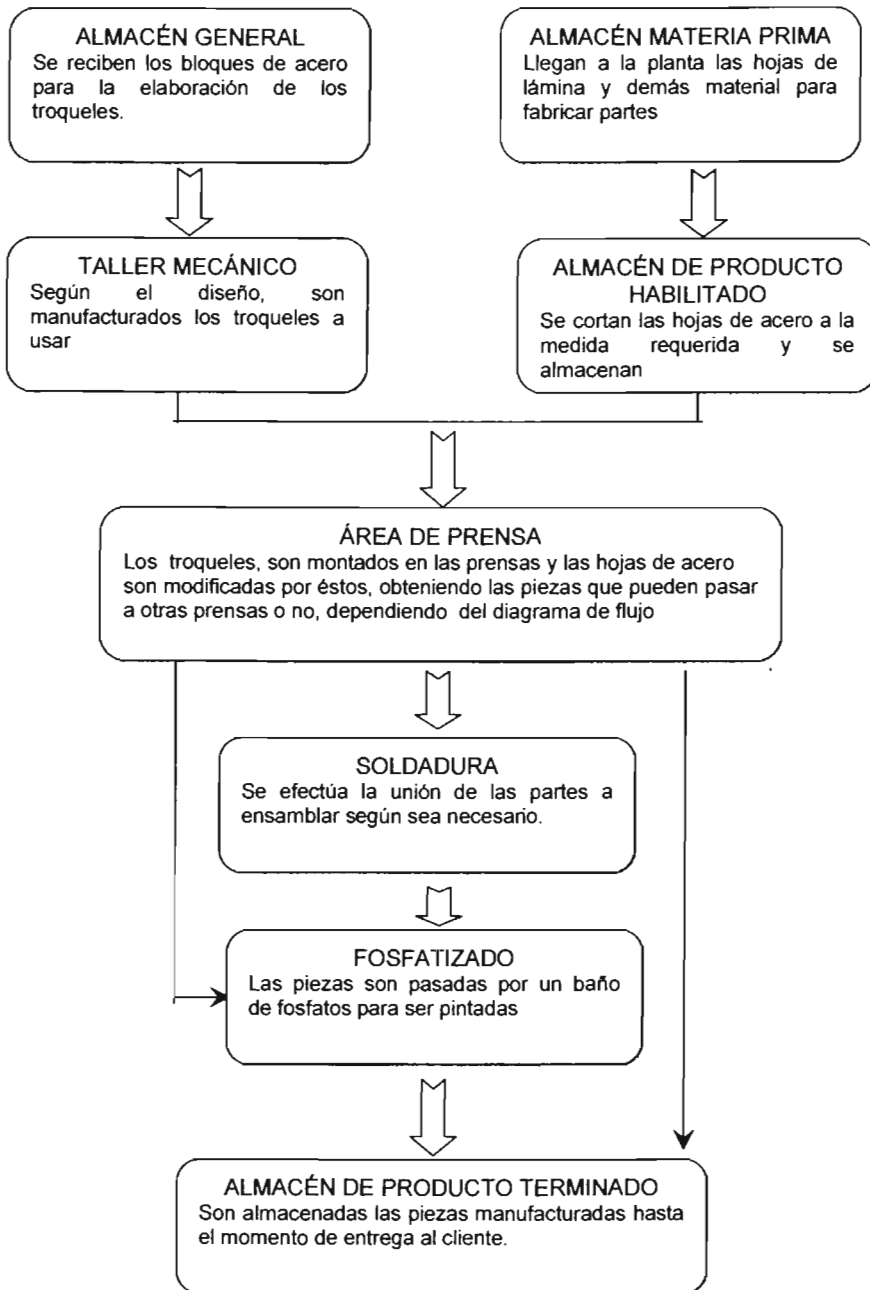 ALMACÉN GENERAL
Se reciben los bloques de acero
para la elaboración de los
troqueles.
ALMACÉN MATERIA PRIMA
Llegan a la planta las hojas de
lámina y demás material para
fabricar partes
TALLER MECÁNICO
Según el diseño, son
manufacturados los troqueles a
usar
ALMACÉN DE PRODUCTO
HABILITADO
Se cortan las hojas de acero a la
medida requerida y se
almacenan
ÁREA DE PRENSA
Los troqueles, son montados en las prensas y las hojas de acero
son modificadas por éstos, obteniendo las piezas que pueden pasar
a otras prensas o no, dependiendo del diagrama de flujo
SOLDADURA
Se efectúa la unión de las partes a
ensamblar según sea necesario.
FOSFATIZADO
Las piezas son pasadas por un baño
de fosfatos para ser pintadas
ALMACÉN DE PRODUCTO TERMINADO
Son almacenadas las piezas manufacturadas hasta
el momento de entrega al cliente.